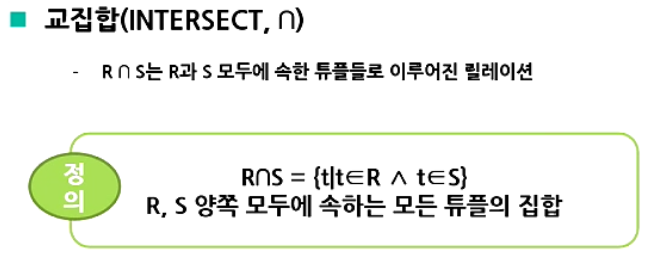 교집합(INTERSECT, ∩)
- R ∩ S는 R과 S 모두에 속한 튜플들로 이루어진 릴레이션
정의
R∩S = {t|t∈R ∧ t∈S}
R, S 양쪽 모두에 속하는 모든 튜플의 집합